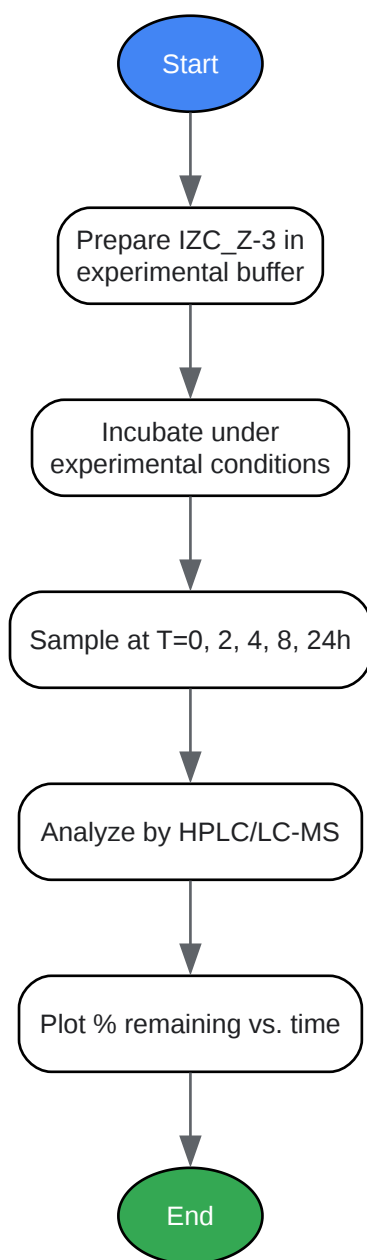 Start
Prepare IZC_Z-3 in
experimental buffer
Incubate under
experimental conditions
Sample at T=0, 2, 4, 8, 24h
Analyze by HPLC/LC-MS
Plot % remaining vs. time
End